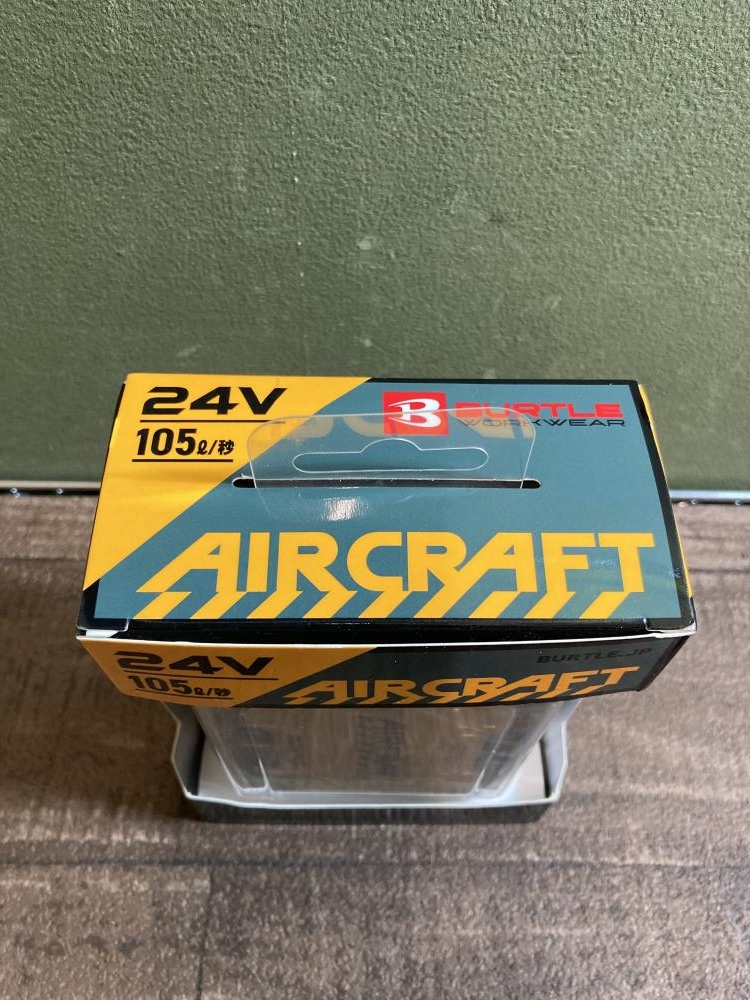 24V
105ℓ/秒
B BURTLE
WORKWEAR
AIRCRAFT
24V
105ℓ/秒
BURTLE.JP
AIRCRAFT